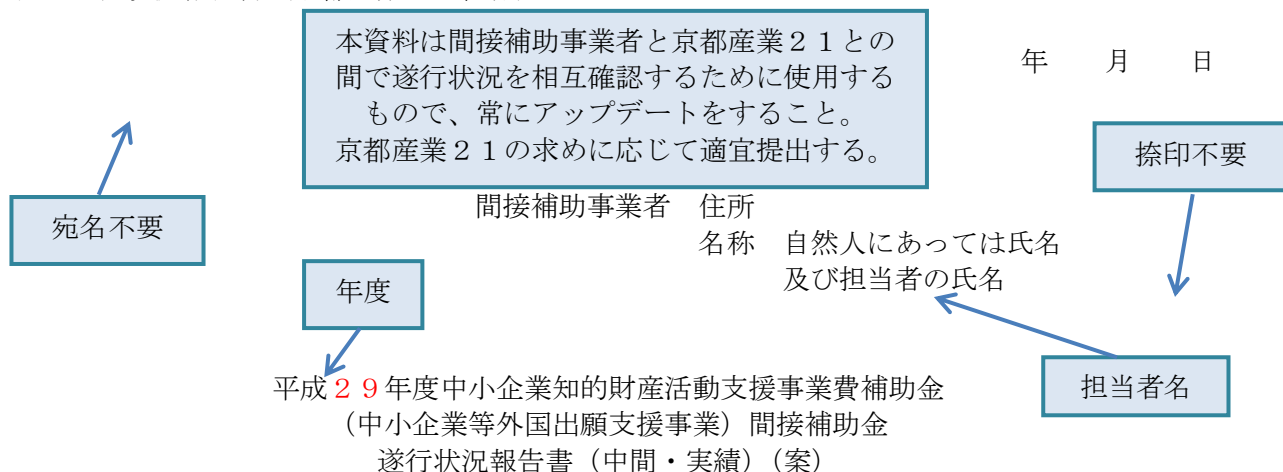 本資料は間接補助事業者と京都産業２１との
間で遂行状況を相互確認するために使用する
もので、常にアップデートをすること。
京都産業２１の求めに応じて適宜提出する。
年　　月　　日
捺印不要
宛名不要
間接補助事業者　住所
名称　自然人にあっては氏名
及び担当者の氏名
年度
担当者名
平成２９年度中小企業知的財産活動支援事業費補助金
（中小企業等外国出願支援事業）間接補助金
遂行状況報告書（中間・実績）（案）